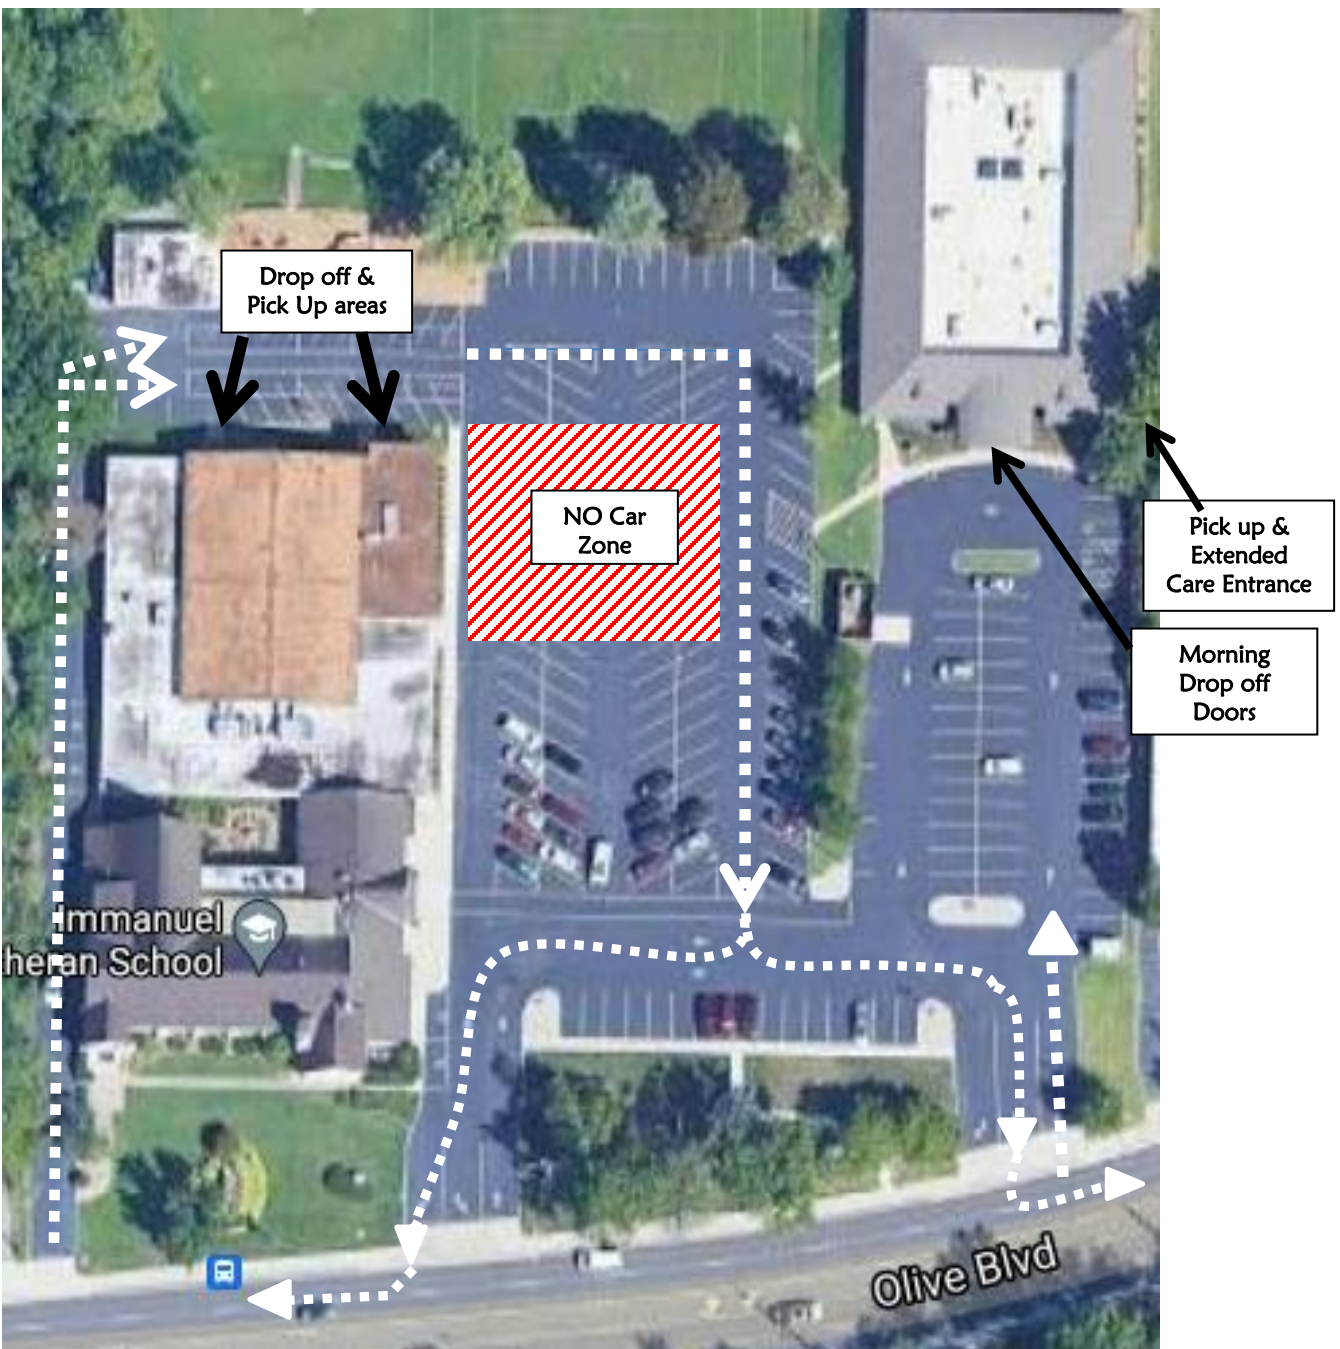 Drop off &
Pick Up areas
NO Car
Zone
Pick up &
Extended
Care Entrance
Morning
Drop off
Doors
Immanuel
heran School
Olive Blvd